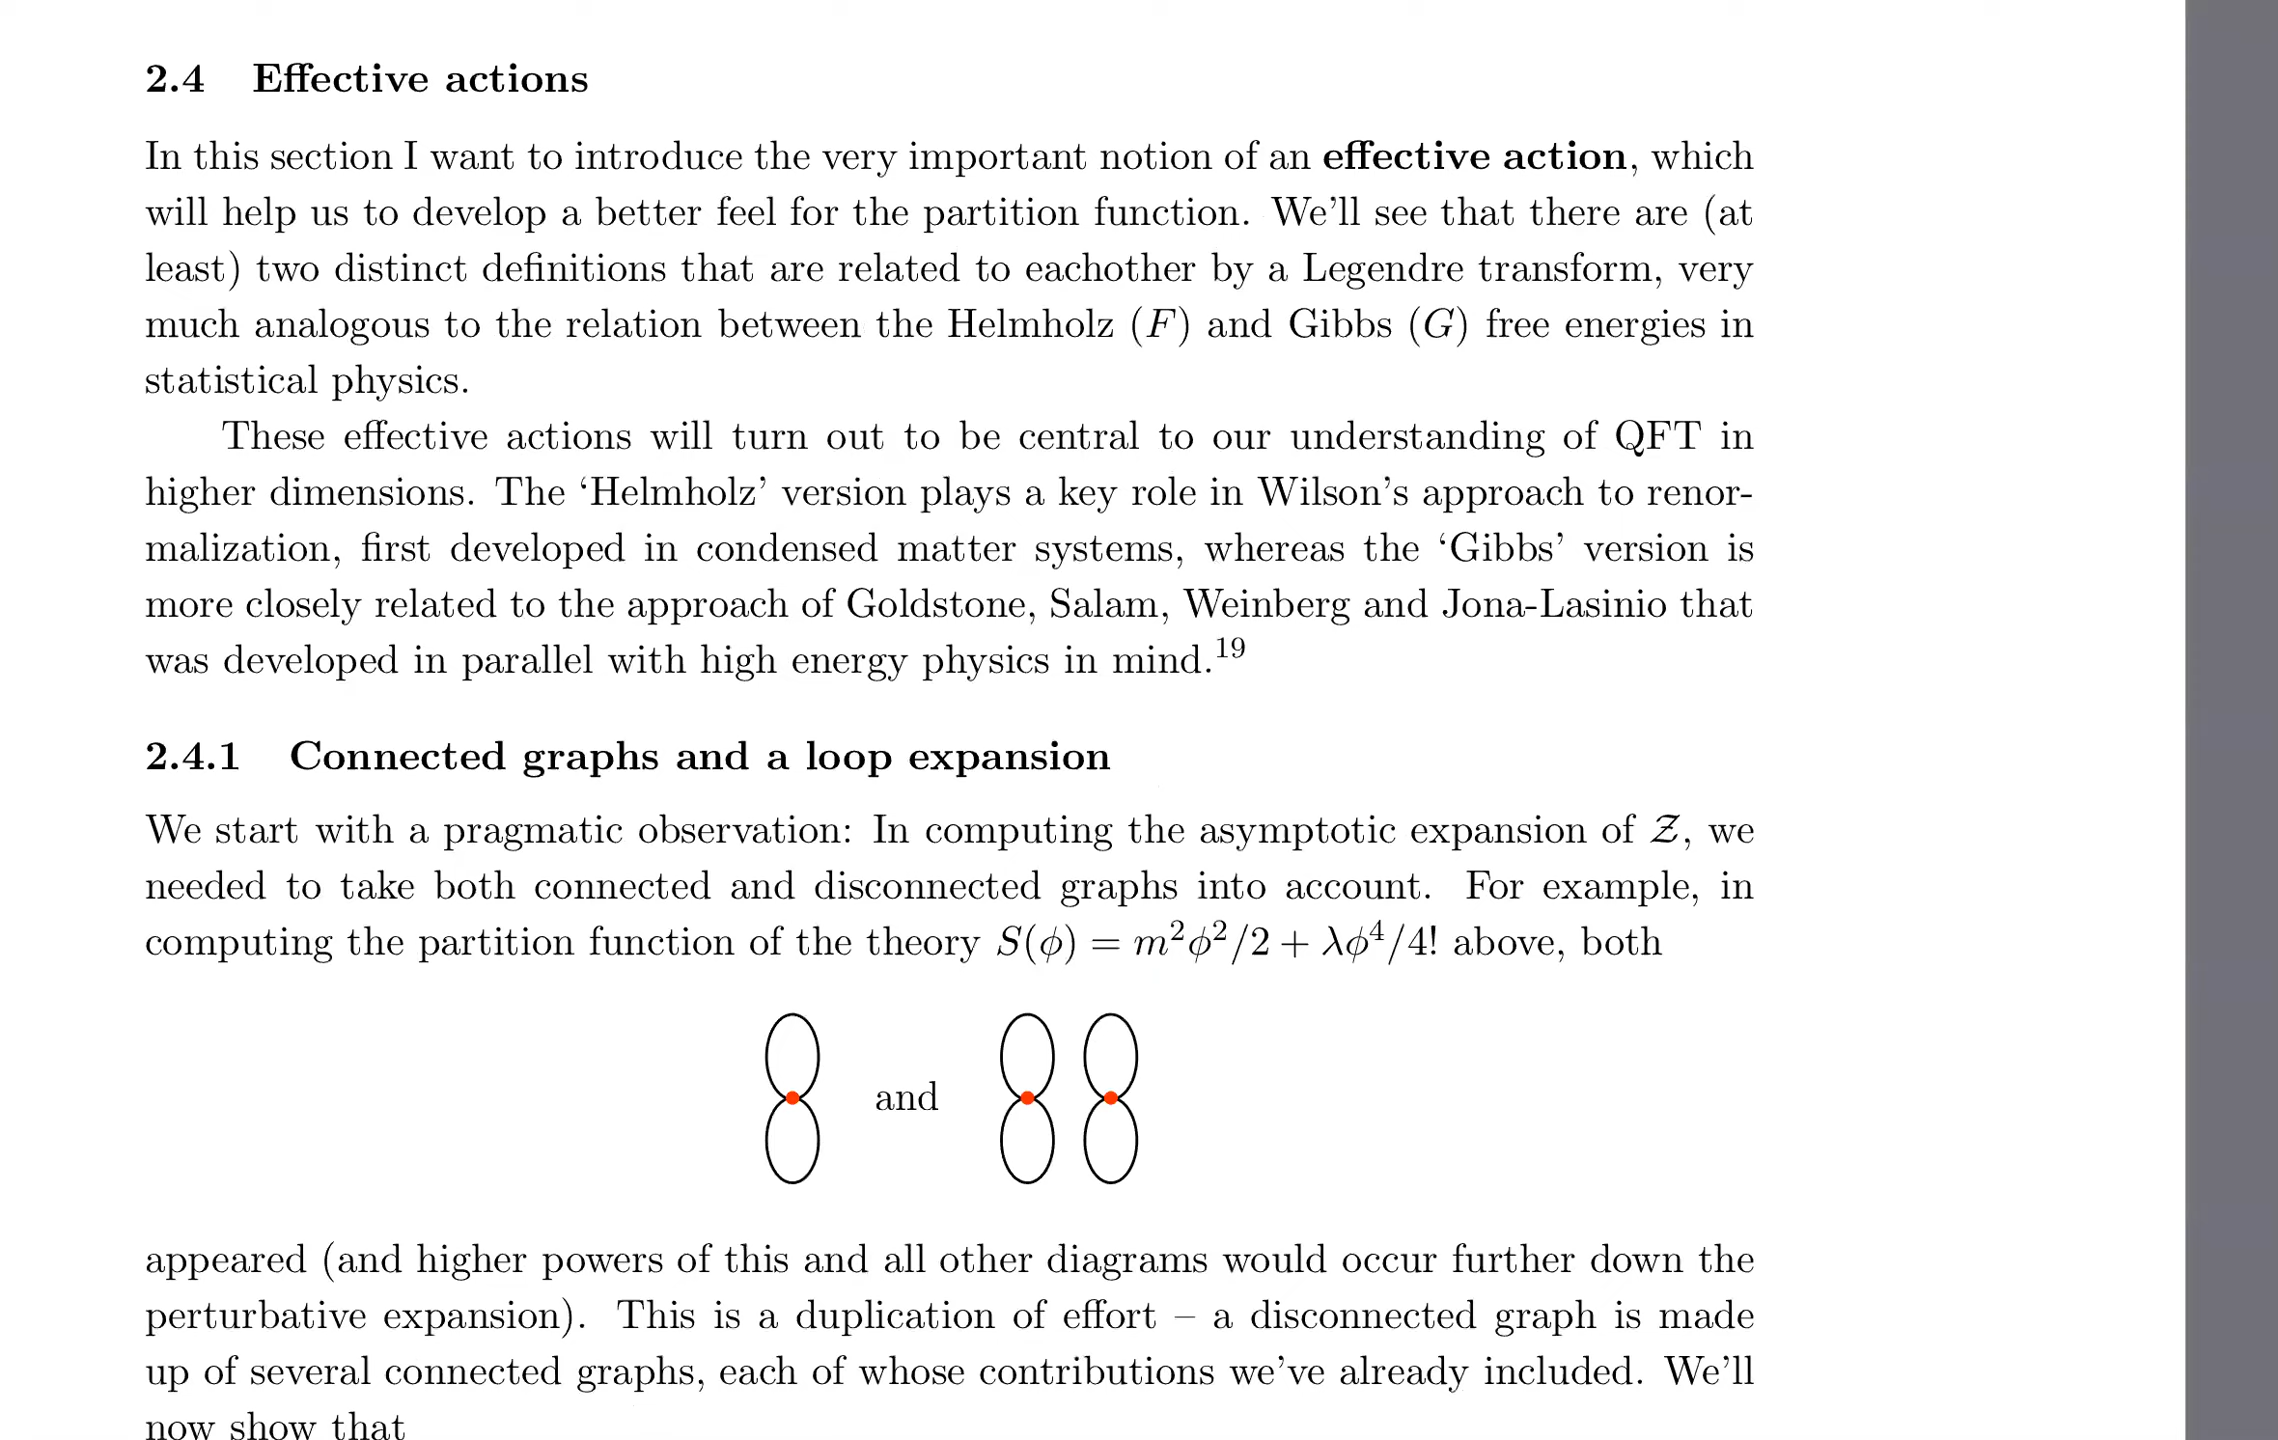 2.4 Effective actions
In this section I want to introduce the very important notion of an effective action, which
will help us to develop a better feel for the partition function. We'll see that there are (at
least) two distinct definitions that are related to eachother by a Legendre transform, very
much analogous to the relation between the Helmholz (F) and Gibbs (G) free energies in
statistical physics.
These effective actions will turn out to be central to our understanding of QFT in
higher dimensions. The ‘Helmholz’ version plays a key role in Wilson's approach to renor-
malization, first developed in condensed matter systems, whereas the ‘Gibbs’ version is
more closely related to the approach of Goldstone, Salam, Weinberg and Jona-Lasinio that
was developed in parallel with high energy physics in mind.¹⁹
2.4.1 Connected graphs and a loop expansion
We start with a pragmatic observation: In computing the asymptotic expansion of 𝒵, we
needed to take both connected and disconnected graphs into account. For example, in
computing the partition function of the theory S(ϕ) = m²ϕ²/2 + λϕ⁴/4! above, both
and
appeared (and higher powers of this and all other diagrams would occur further down the
perturbative expansion). This is a duplication of effort – a disconnected graph is made
up of several connected graphs, each of whose contributions we've already included. We'll
now show that